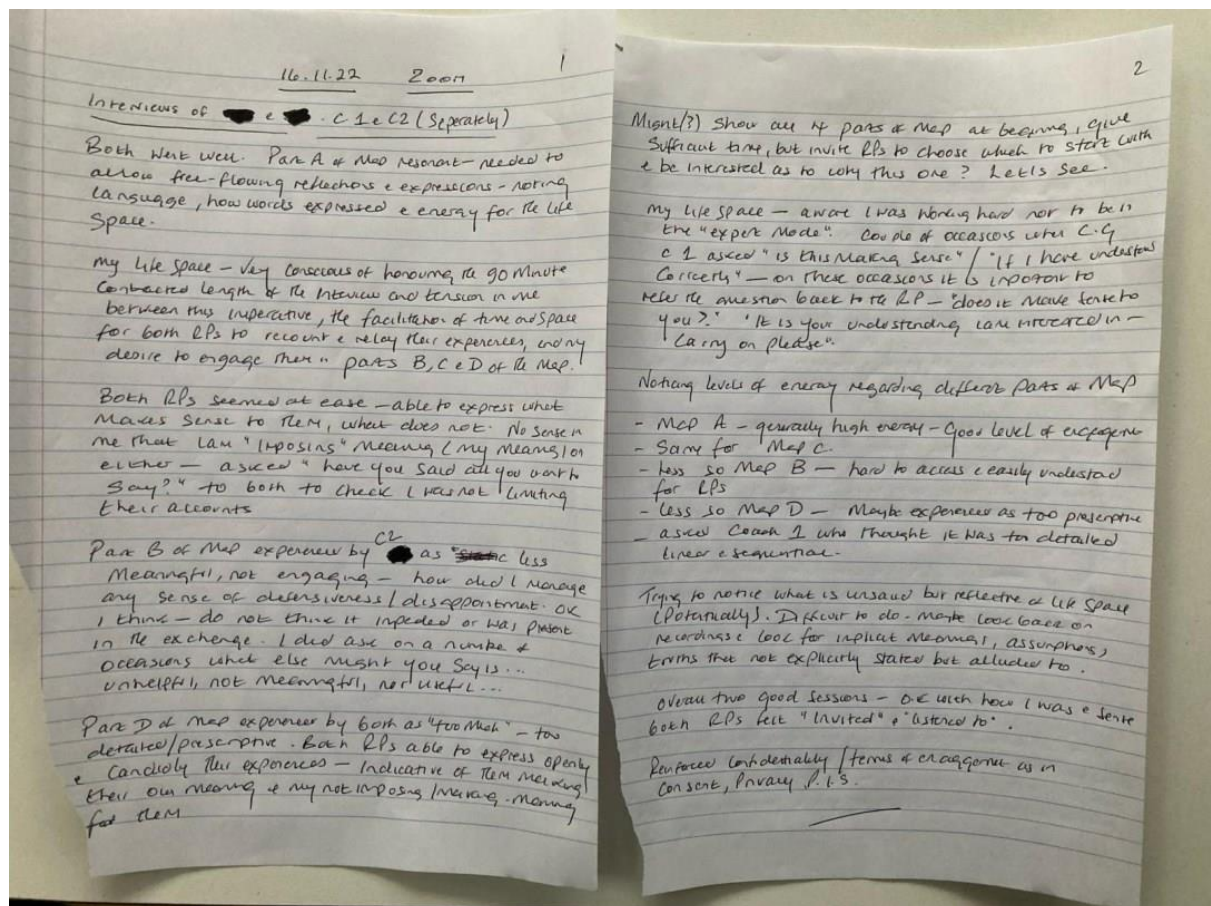 1
16.11.22 Zoom
Interviews of e . C1 e C2 (Seperately)
Both went well. Part A of Map resonant - needed to
allow free-flowing reflections e expressions - noting
language, how words expressed e energy for the life
Space.
My life space - Very conscious of honouring the 90 minute
Contracted length of the Interview and tension in me
between this imperative, the facilitation of time and space
for both RPs to recount e relay their experiences, and my
desire to engage them in parts B, C e D of the Map.
Both RPs seemed at ease - able to express what
makes sense to them, what does not. No sense in
me that I am "Imposing" meaning (my meaning) on
either - asked "have you said all you want to
say?" to both to check I was not limiting
their accounts
C2
Part B of Map experienced by as less
meaningful, not engaging - how did I manage
any sense of defensiveness/disappointment. OK
I think - do not think it impeded or was present
in the exchange. I did ask on a number of
occasions what else might you say is...
unhelpful, not meaningful, not useful...
Part D of Map experienced by both as "too much" - too
detailed/prescriptive. Both RPs able to express openly
e Candidly their experiences - Indicative of them making
their own meaning e my not imposing/making meaning
for them
2
Might(?) Show all 4 parts of Map at beginning, give
Sufficient time, but invite RPs to choose which to start with
e be interested as to why this one? Let's see.
My life space - aware I was working hard not to be in
the "expert mode". Couple of occasions when e.g
C1 asked "is this making sense" / "If I have understood
Correctly" - on these occasions it is important to
refer the question back to the RP - "does it make sense to
you?" "It is your understanding I am interested in -
Carry on please".
Noticing levels of energy regarding different parts of Map
- Map A - generally high energy - Good level of engagement
- Same for Map C.
- Less so Map B - hard to access e easily understood
for RPs
- Less so Map D - Maybe experienced as too prescriptive
- asked Coach 1 who thought it was too detailed
linear e sequential.
Trying to notice what is unsaid but reflective of life space
(Potentially). Difficult to do. Maybe look back on
recordings e look for implicit meanings, assumptions,
truths that not explicitly stated but alluded to.
Overall two good sessions - OK with how I was e sense
both RPs felt "Invited" e "listened to".
Reinforced confidentiality / terms of engagement as in
Consent, Privacy, P.I.S.